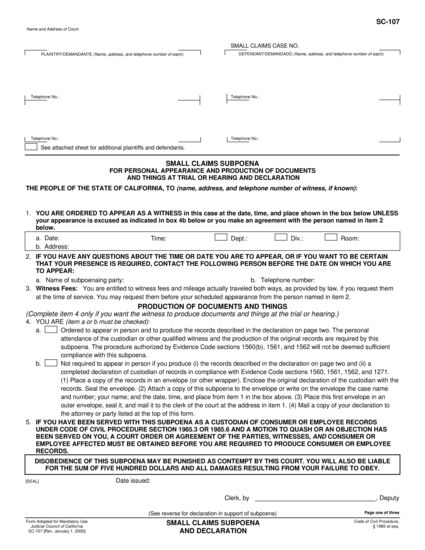 SC-107
Name and Address of Court:
SMALL CLAIMS CASE NO.
PLAINTIFF/DEMANDANTE (Name, address, and telephone number of each)
DEFENDANT/DEMANDADO (Name, address, and telephone number of each)
Telephone No.:
Telephone No.:
Telephone No.:
Telephone No.:
See attached sheet for additional plaintiffs and defendants.
SMALL CLAIMS SUBPOENA
FOR PERSONAL APPEARANCE AND PRODUCTION OF DOCUMENTS
AND THINGS AT TRIAL OR HEARING AND DECLARATION
THE PEOPLE OF THE STATE OF CALIFORNIA, TO (name, address, and telephone number of witness, if known):
1. YOU ARE ORDERED TO APPEAR AS A WITNESS in this case at the date, time, and place shown in the box below UNLESS
your appearance is excused as indicated in box 4b below or you make an agreement with the person named in item 2
below.
a. Date: Time: Dept.: Div.: Room:
b. Address:
2. IF YOU HAVE ANY QUESTIONS ABOUT THE TIME OR DATE YOU ARE TO APPEAR, OR IF YOU WANT TO BE CERTAIN
THAT YOUR PRESENCE IS REQUIRED, CONTACT THE FOLLOWING PERSON BEFORE THE DATE ON WHICH YOU ARE
TO APPEAR:
a. Name of subpoenaing party: b. Telephone number:
3. Witness Fees: You are entitled to witness fees and mileage actually traveled both ways, as provided by law, if you request them
at the time of service. You may request them before your scheduled appearance from the person named in item 2.
PRODUCTION OF DOCUMENTS AND THINGS
(Complete item 4 only if you want the witness to produce documents and things at the trial or hearing.)
4. YOU ARE (item a or b must be checked):
a. Ordered to appear in person and to produce the records described in the declaration on page two. The personal
attendance of the custodian or other qualified witness and the production of the original records are required by this
subpoena. The procedure authorized by Evidence Code sections 1560(b), 1561, and 1562 will not be deemed sufficient
compliance with this subpoena.
b. Not required to appear in person if you produce (i) the records described in the declaration on page two and (ii) a
completed declaration of custodian of records in compliance with Evidence Code sections 1560, 1561, 1562, and 1271.
(1) Place a copy of the records in an envelope (or other wrapper). Enclose the original declaration of the custodian with the
records. Seal the envelope. (2) Attach a copy of this subpoena to the envelope or write on the envelope the case name
and number; your name; and the date, time, and place from item 1 in the box above. (3) Place this first envelope in an
outer envelope, seal it, and mail it to the clerk of the court at the address in item 1. (4) Mail a copy of your declaration to
the attorney or party listed at the top of this form.
5. IF YOU HAVE BEEN SERVED WITH THIS SUBPOENA AS A CUSTODIAN OF CONSUMER OR EMPLOYEE RECORDS
UNDER CODE OF CIVIL PROCEDURE SECTION 1985.3 OR 1985.6 AND A MOTION TO QUASH OR AN OBJECTION HAS
BEEN SERVED ON YOU, A COURT ORDER OR AGREEMENT OF THE PARTIES, WITNESSES, AND CONSUMER OR
EMPLOYEE AFFECTED MUST BE OBTAINED BEFORE YOU ARE REQUIRED TO PRODUCE CONSUMER OR EMPLOYEE
RECORDS.
DISOBEDIENCE OF THIS SUBPOENA MAY BE PUNISHED AS CONTEMPT BY THIS COURT. YOU WILL ALSO BE LIABLE
FOR THE SUM OF FIVE HUNDRED DOLLARS AND ALL DAMAGES RESULTING FROM YOUR FAILURE TO OBEY.
[SEAL] Date issued:
Clerk, by , Deputy
(See reverse for declaration in support of subpoena) Page one of three
Form Adopted for Mandatory Use
Judicial Council of California
SC-107 [Rev. January 1, 2000]
SMALL CLAIMS SUBPOENA
AND DECLARATION
Code of Civil Procedure,
§ 1985 et seq.